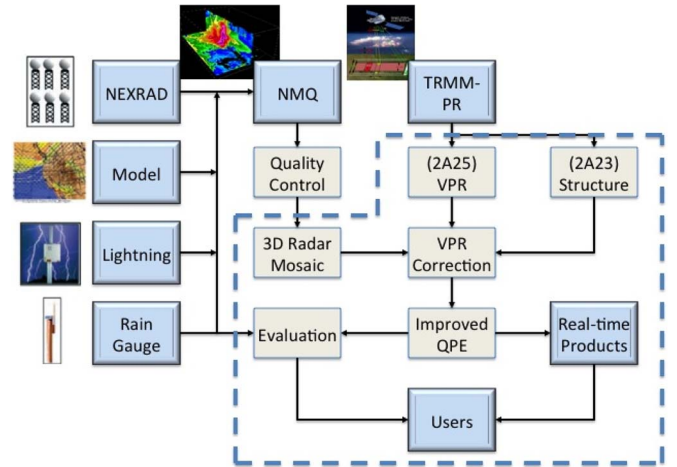 NEXRAD
NMQ
TRMM-
PR
Model
Quality
Control
(2A25)
VPR
(2A23)
Structure
Lightning
3D Radar
Mosaic
VPR
Correction
Rain
Gauge
Evaluation
Improved
QPE
Real-time
Products
Users